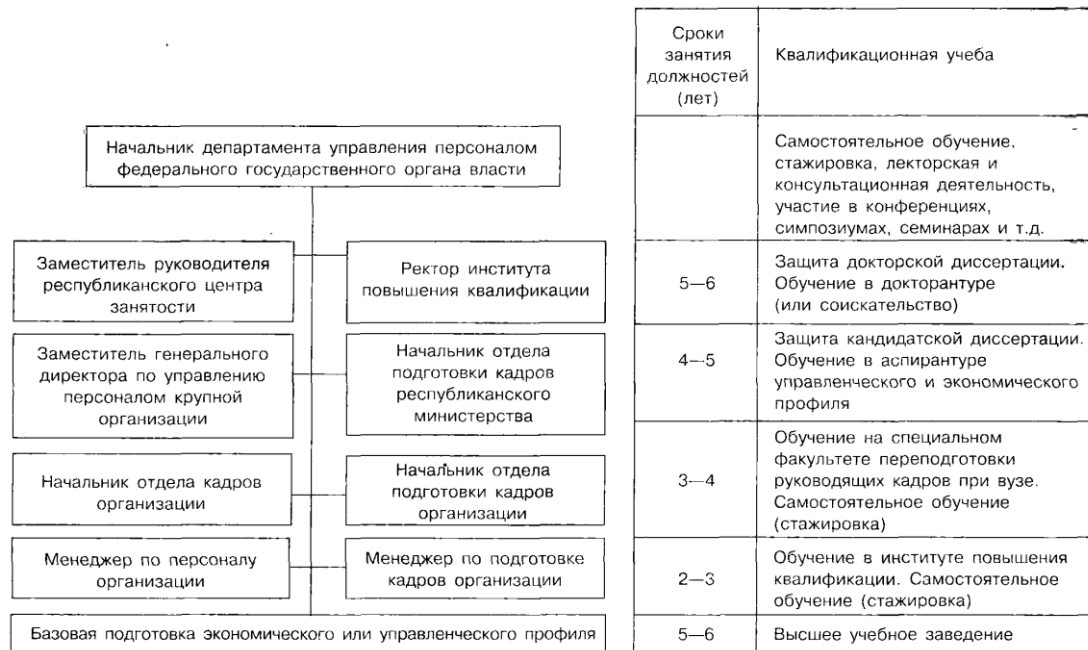 Сроки
занятия
должностей
(лет)
Квалификационная учеба
Начальник департамента управления персоналом
федерального государственного органа власти
Самостоятельное обучение,
стажировка, лекторская и
консультационная деятельность,
участие в конференциях,
симпозиумах, семинарах и т.д.
Заместитель руководителя
республиканского центра
занятости
Ректор института
повышения квалификации
5—6
Защита докторской диссертации.
Обучение в докторантуре
(или соискательство)
Заместитель генерального
директора по управлению
персоналом крупной
организации
Начальник отдела
подготовки кадров
республиканского
министерства
4—5
Защита кандидатской диссертации.
Обучение в аспирантуре
управленческого и экономического
профиля
Начальник отдела кадров
организации
Начальник отдела
подготовки кадров
организации
3—4
Обучение на специальном
факультете переподготовки
руководящих кадров при вузе.
Самостоятельное обучение
(стажировка)
Менеджер по персоналу
организации
Менеджер по подготовке
кадров организации
2—3
Обучение в институте повышения
квалификации. Самостоятельное
обучение (стажировка)
Базовая подготовка экономического или управленческого профиля
5—6
Высшее учебное заведение